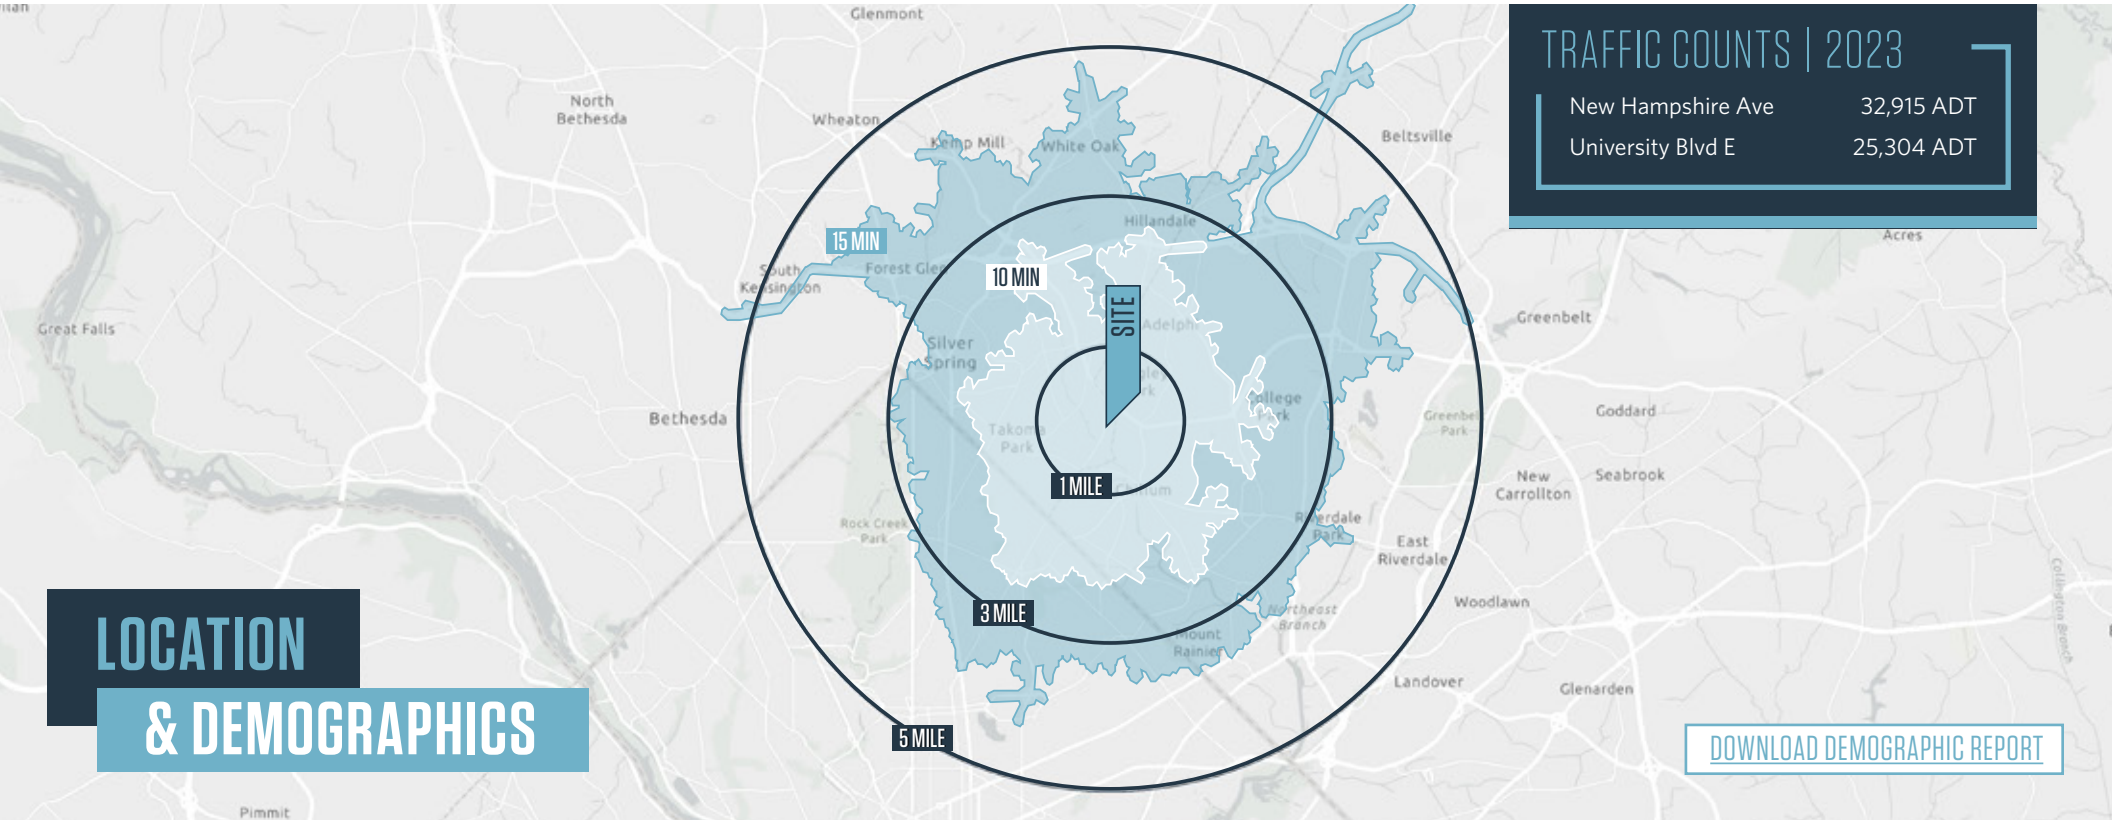 Glenmont
TRAFFIC COUNTS | 2023
New Hampshire Ave 32,915 ADT
University Blvd E 25,304 ADT
North
Bethesda
Wheaton
Kemp Mill
White Oak
Beltsville
Hillandale
Acres
15 MIN
Forest Glen
10 MIN
South
Kensington
SITE
Adelphi
Great Falls
Greenbelt
Silver
Spring
College
Park
Bethesda
Takoma
Park
Greenbelt
Park
Goddard
1 MILE
Chillum
New
Carrollton
Seabrook
Rock Creek
Park
Riverdale
Park
East
Riverdale
Collington Branch
3 MILE
Northeast
Branch
Woodlawn
Mount
Rainier
LOCATION
& DEMOGRAPHICS
Landover
Glenarden
5 MILE
DOWNLOAD DEMOGRAPHIC REPORT
Pimmit